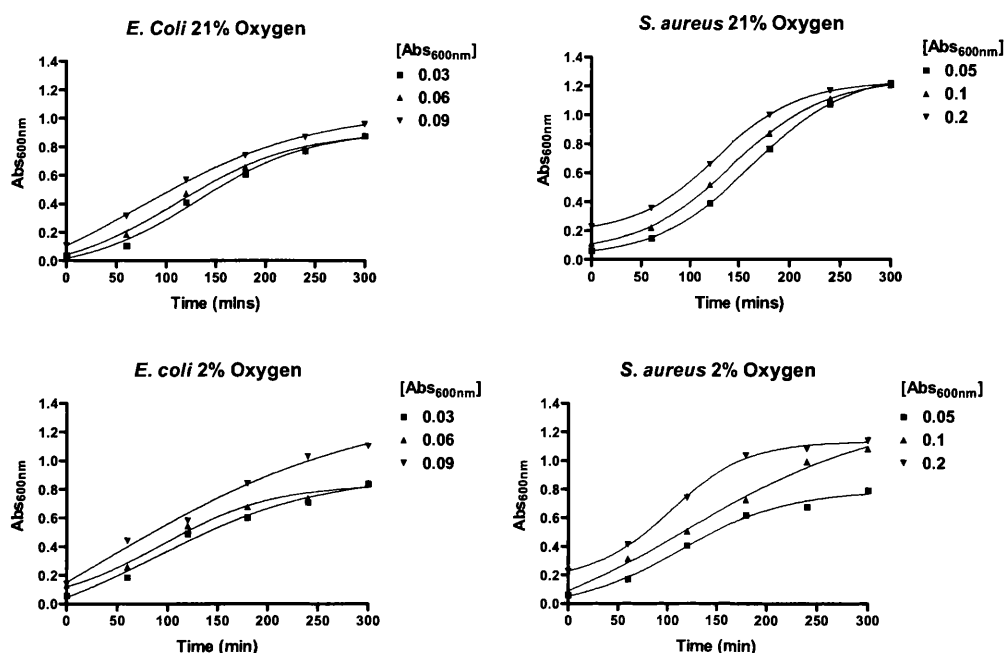 E. Coli 21% Oxygen
[Abs600nm]
0.03
0.06
0.09
Abs600nm
1.4
1.2
1.0
0.8
0.6
0.4
0.2
0.0
0 50 100 150 200 250 300
Time (mins)
S. aureus 21% Oxygen
[Abs600nm]
0.05
0.1
0.2
Abs600nm
1.4
1.2
1.0
0.8
0.6
0.4
0.2
0.0
0 50 100 150 200 250 300
Time (mins)
E. coli 2% Oxygen
[Abs600nm]
0.03
0.06
0.09
Abs600nm
1.4
1.2
1.0
0.8
0.6
0.4
0.2
0.0
0 50 100 150 200 250 300
Time (min)
S. aureus 2% Oxygen
[Abs600nm]
0.05
0.1
0.2
Abs600nm
1.4
1.2
1.0
0.8
0.6
0.4
0.2
0.0
0 50 100 150 200 250 300
Time (min)